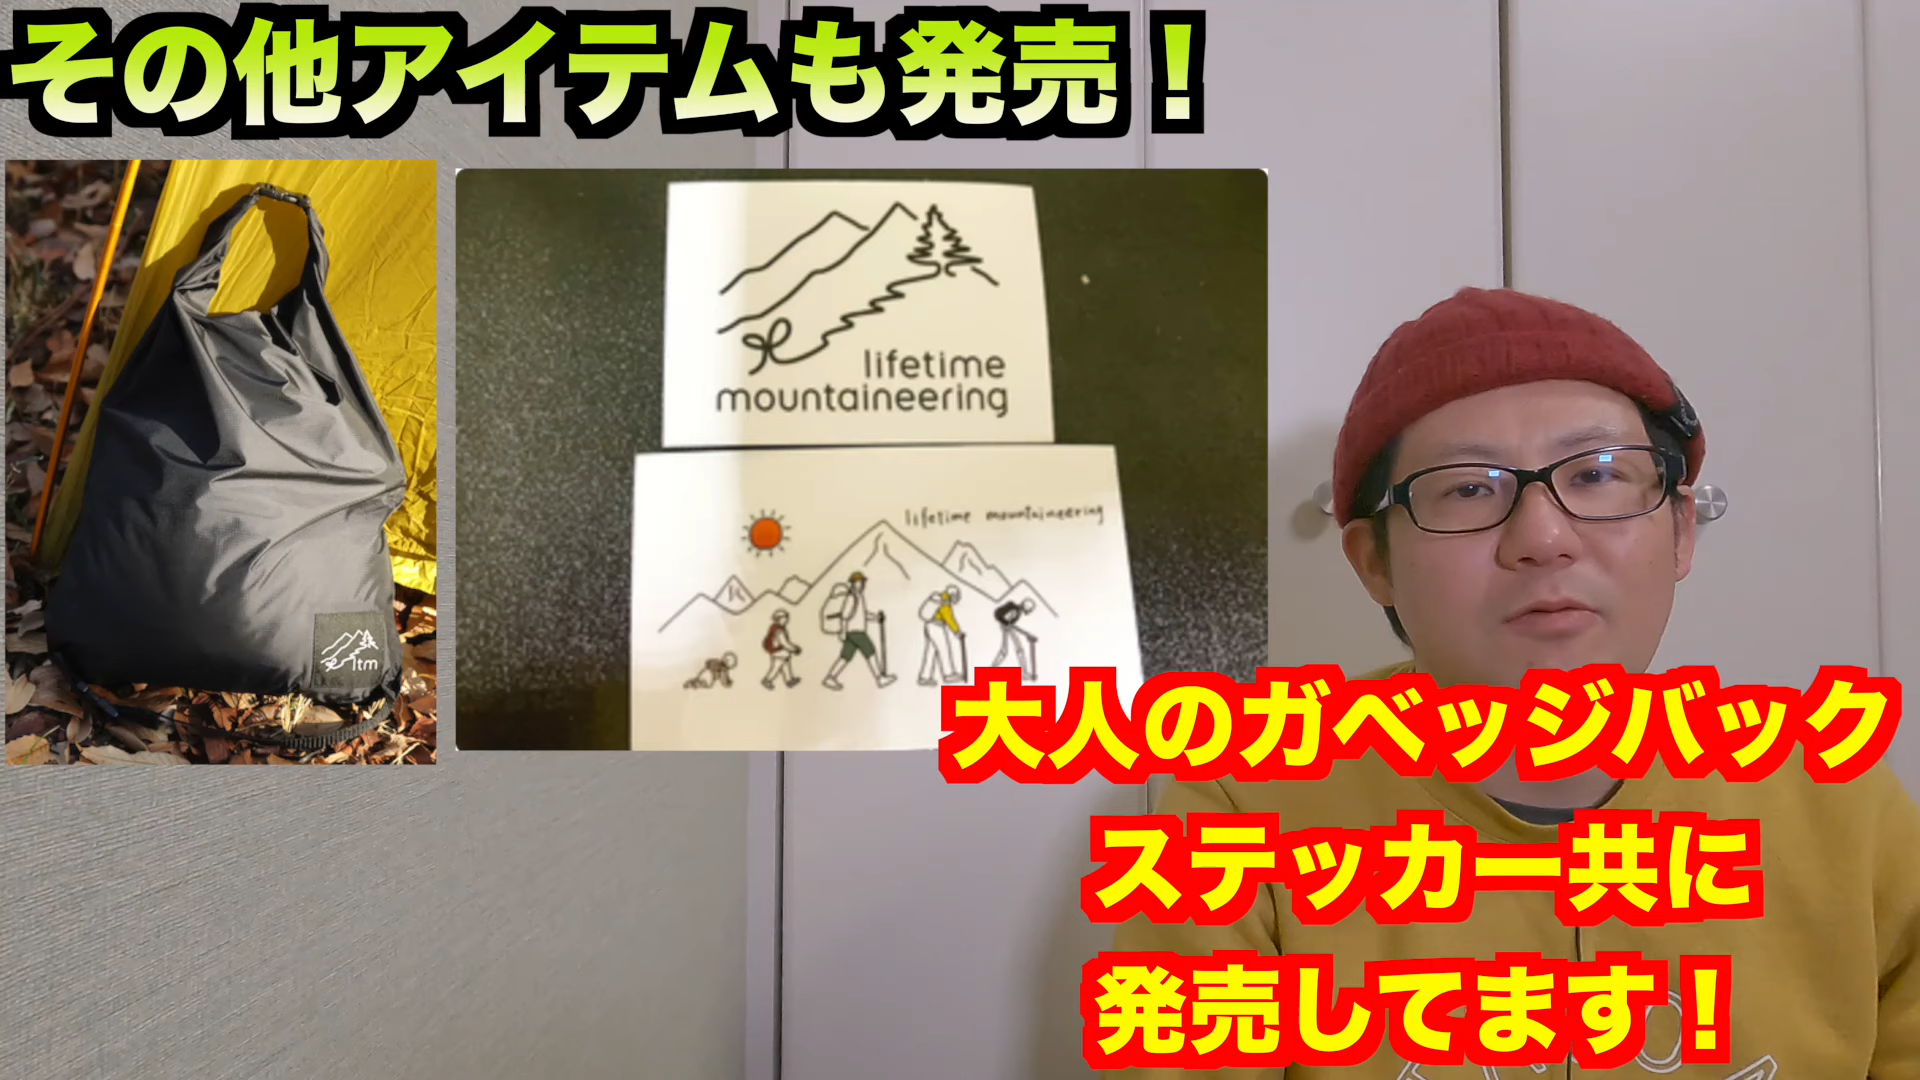 その他アイテムも発売！
lifetime
mountaineering
lifetime mountaineering
ltm
大人のガベッジバック
ステッカー共に
発売してます！